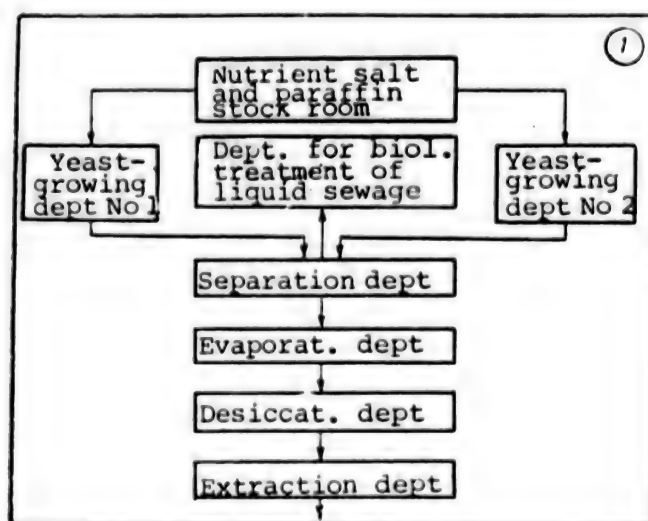 1
Nutrient salt
and paraffin
stock room
Yeast-
growing
dept No 1
Dept. for biol.
treatment of
liquid sewage
Yeast-
growing
dept No 2
Separation dept
Evaporat. dept
Desiccat. dept
Extraction dept